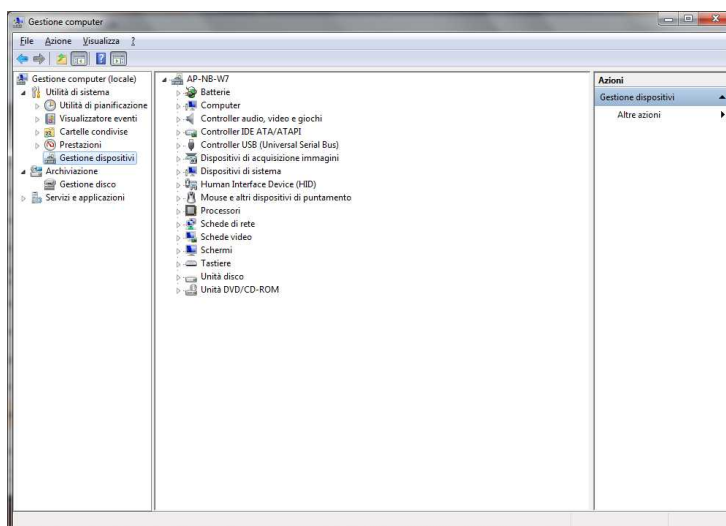 Gestione computer
File Azione Visualizza ?
Gestione computer (locale)
Utilità di sistema
Utilità di pianificazione
Visualizzatore eventi
Cartelle condivise
Prestazioni
Gestione dispositivi
Archiviazione
Gestione disco
Servizi e applicazioni
AP-NB-W7
Batterie
Computer
Controller audio, video e giochi
Controller IDE ATA/ATAPI
Controller USB (Universal Serial Bus)
Dispositivi di acquisizione immagini
Dispositivi di sistema
Human Interface Device (HID)
Mouse e altri dispositivi di puntamento
Processori
Schede di rete
Schede video
Schermi
Tastiere
Unità disco
Unità DVD/CD-ROM
Azioni
Gestione dispositivi
Altre azioni